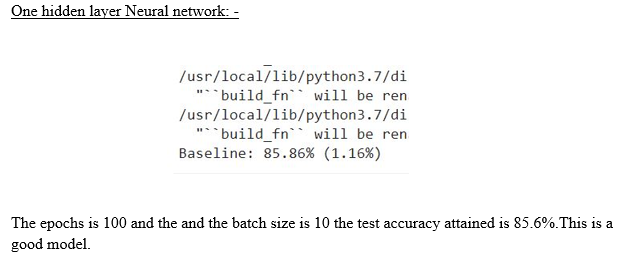 One hidden layer Neural network: -
/usr/local/lib/python3.7/di
"``build_fn`` will be ren
/usr/local/lib/python3.7/di
"``build_fn`` will be ren
Baseline: 85.86% (1.16%)
The epochs is 100 and the and the batch size is 10 the test accuracy attained is 85.6%.This is a
good model.